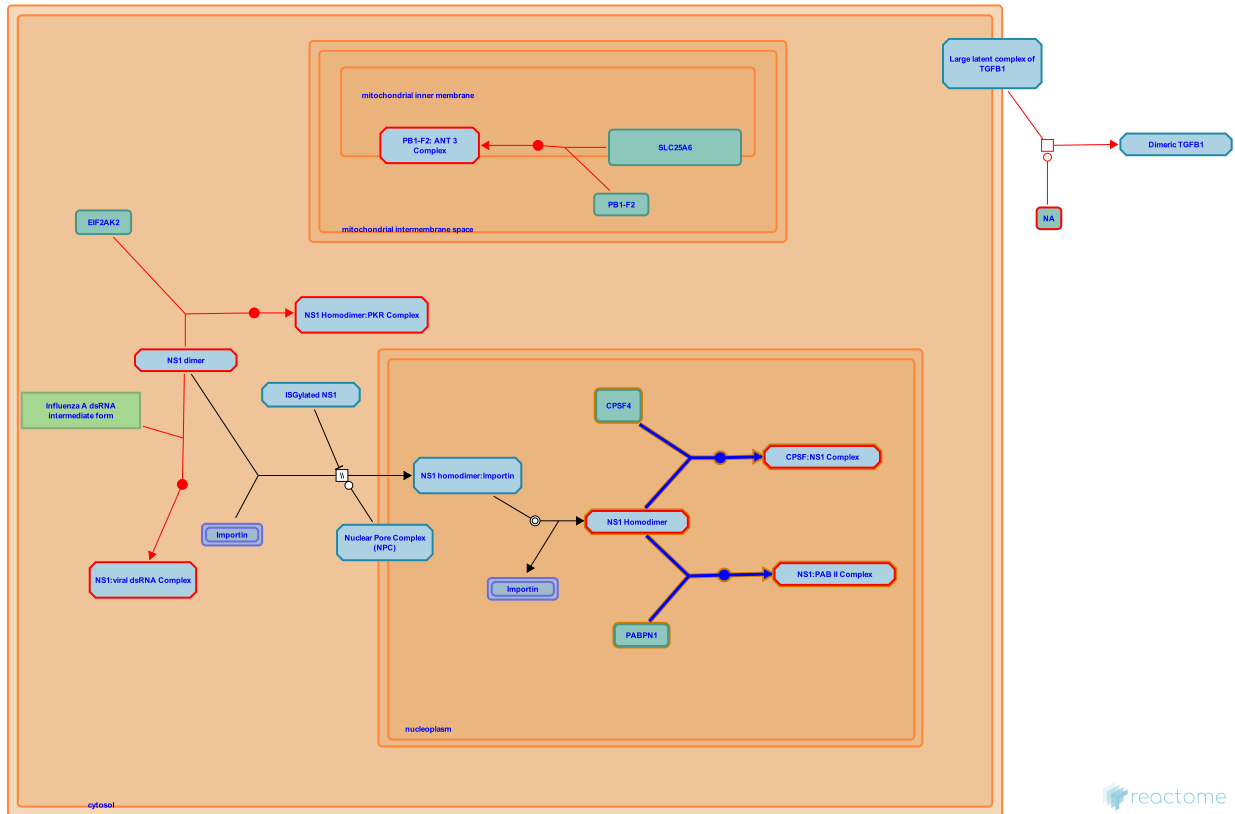 Large latent complex of
TGFB1
mitochondrial inner membrane
PB1-F2: ANT 3
Complex
SLC25A6
Dimeric TGFB1
PB1-F2
NA
EIF2AK2
mitochondrial intermembrane space
NS1 Homodimer:PKR Complex
NS1 dimer
ISGylated NS1
Influenza A dsRNA
intermediate form
CPSF4
CPSF:NS1 Complex
NS1 homodimer:Importin
\\
NS1 Homodimer
Importin
Nuclear Pore Complex
(NPC)
NS1:viral dsRNA Complex
NS1:PAB II Complex
Importin
PABPN1
nucleoplasm
cytosol
reactome